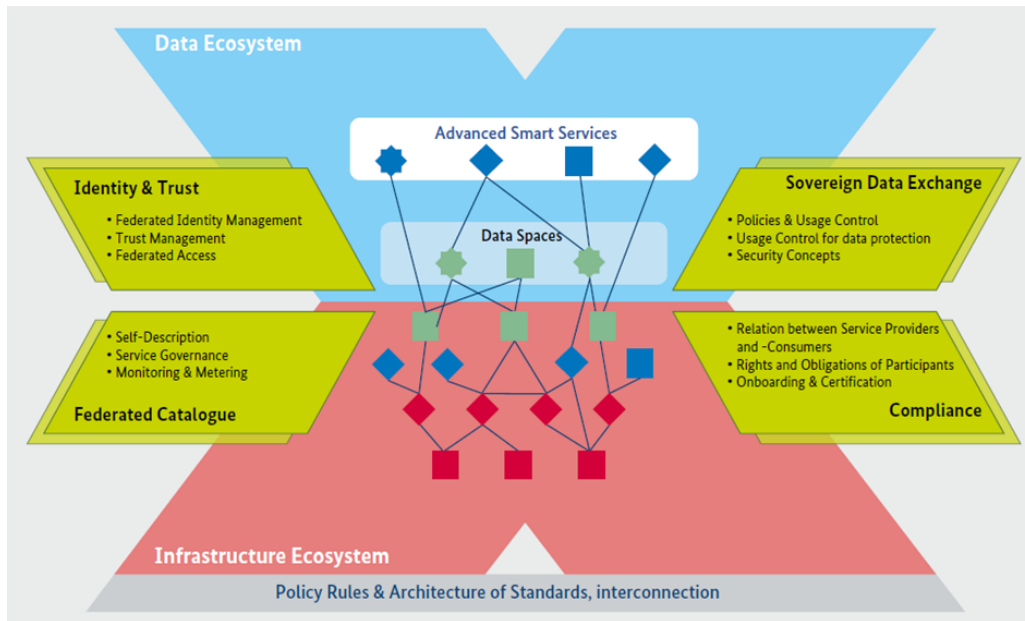 Data Ecosystem
Advanced Smart Services
Identity & Trust
• Federated Identity Management
• Trust Management
• Federated Access
Sovereign Data Exchange
• Policies & Usage Control
• Usage Control for data protection
• Security Concepts
Data Spaces
• Self-Description
• Service Governance
• Monitoring & Metering
Federated Catalogue
• Relation between Service Providers
and -Consumers
• Rights and Obligations of Participants
• Onboarding & Certification
Compliance
Infrastructure Ecosystem
Policy Rules & Architecture of Standards, interconnection